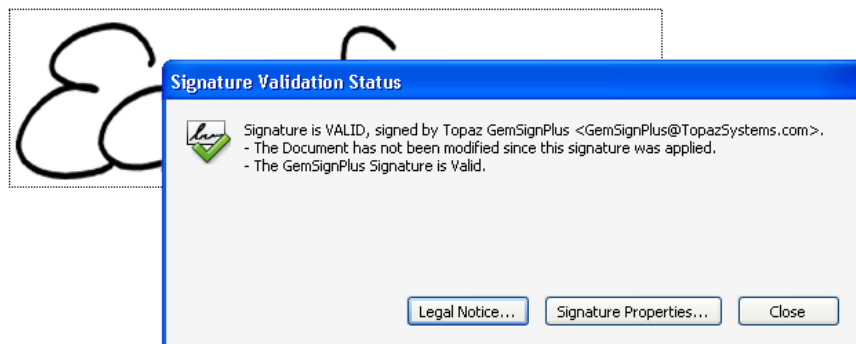 Signature Validation Status
Signature is VALID, signed by Topaz GemSignPlus <GemSignPlus@TopazSystems.com>.
- The Document has not been modified since this signature was applied.
- The GemSignPlus Signature is Valid.
Legal Notice... Signature Properties... Close